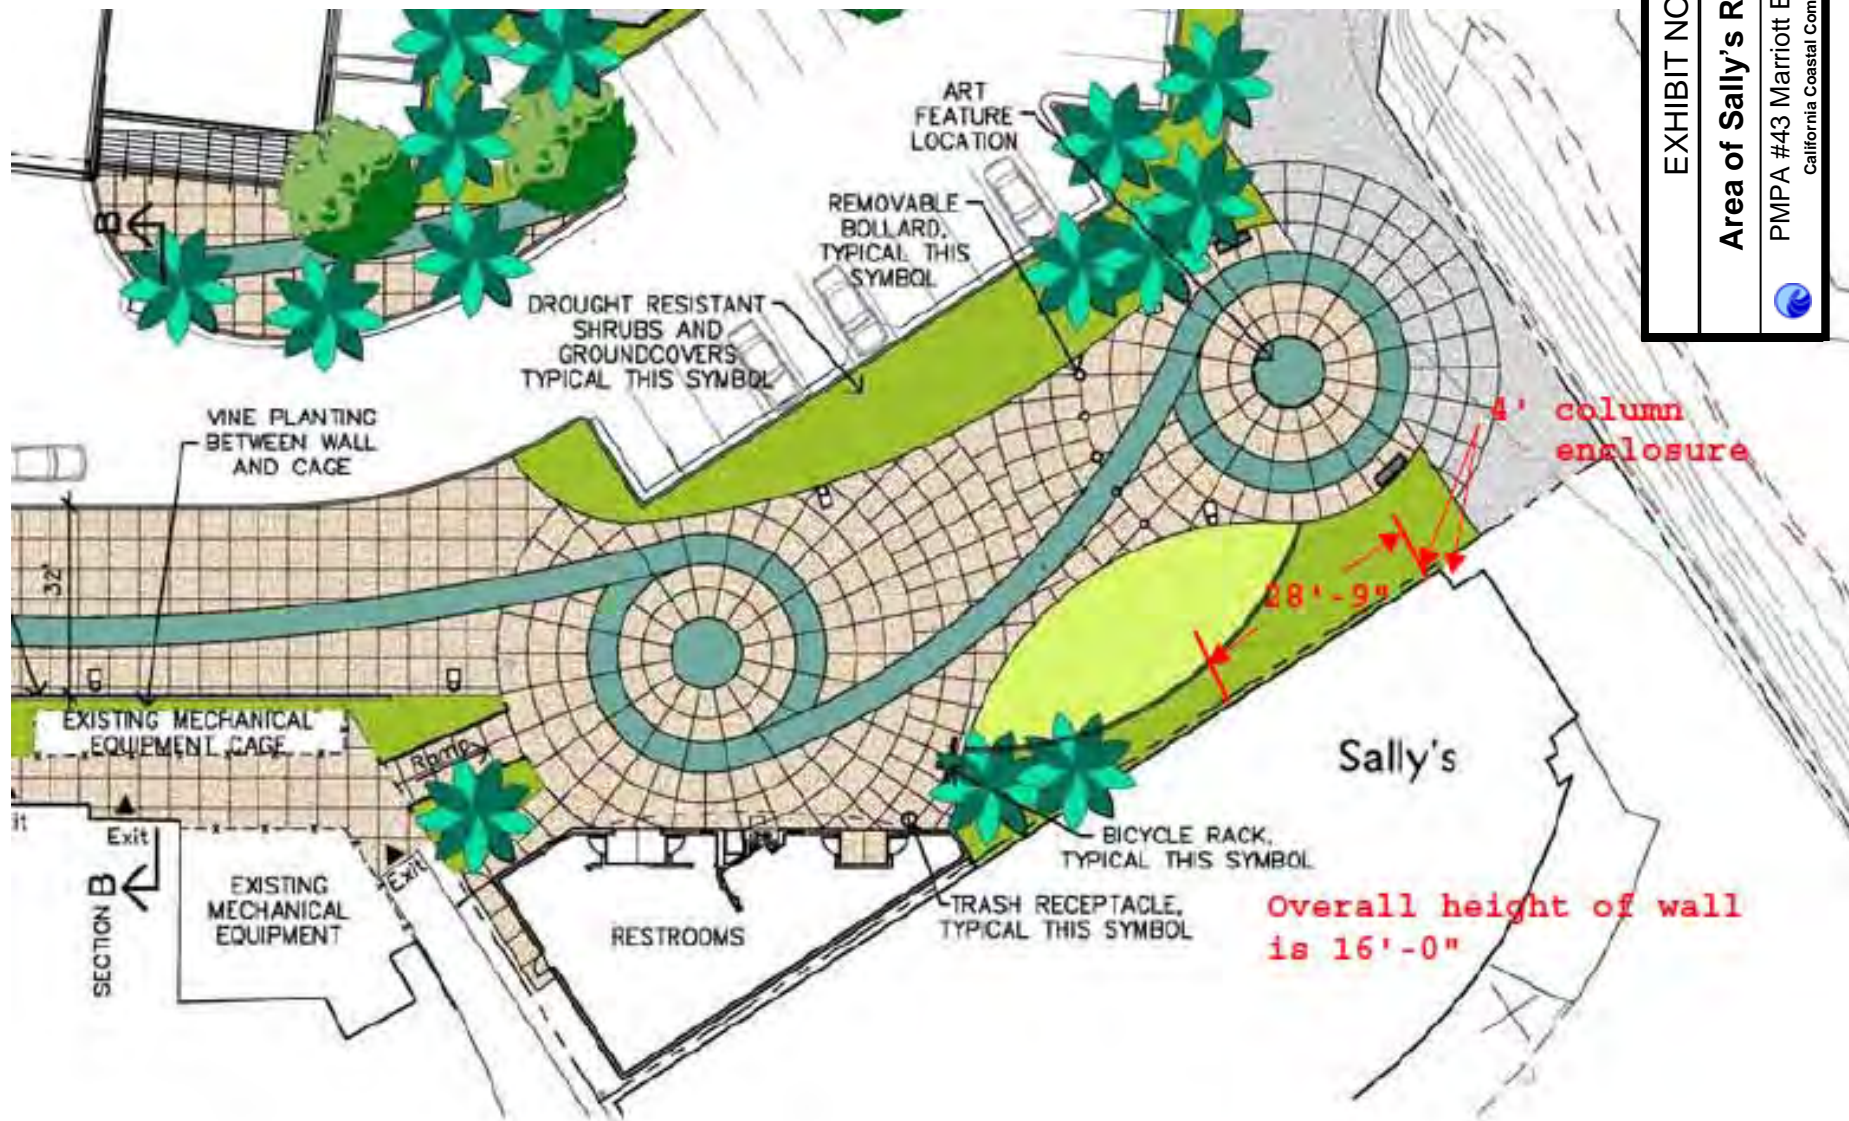 EXHIBIT NO
Area of Sally's R
PMPA #43 Marriott
California Coastal Com
ART
FEATURE
LOCATION
REMOVABLE
BOLLARD,
TYPICAL THIS
SYMBOL
DROUGHT RESISTANT
SHRUBS AND
GROUNDCOVERS
TYPICAL THIS SYMBOL
B
VINE PLANTING
BETWEEN WALL
AND CAGE
4' column
enclosure
32'
28'-9"
EXISTING MECHANICAL
EQUIPMENT CAGE
Ramp
Sally's
Exit
Exit
SECTION B
EXISTING
MECHANICAL
EQUIPMENT
RESTROOMS
BICYCLE RACK,
TYPICAL THIS SYMBOL
TRASH RECEPTACLE,
TYPICAL THIS SYMBOL
Overall height of wall
is 16'-0"